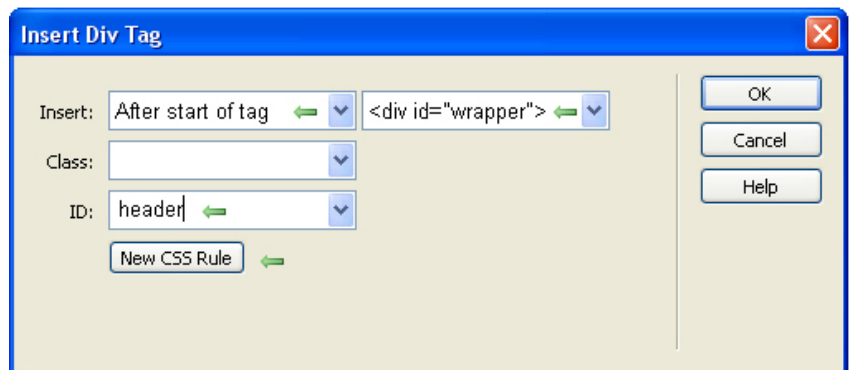 Insert Div Tag
Insert: After start of tag <div id="wrapper">
Class:
ID: header
New CSS Rule
OK
Cancel
Help